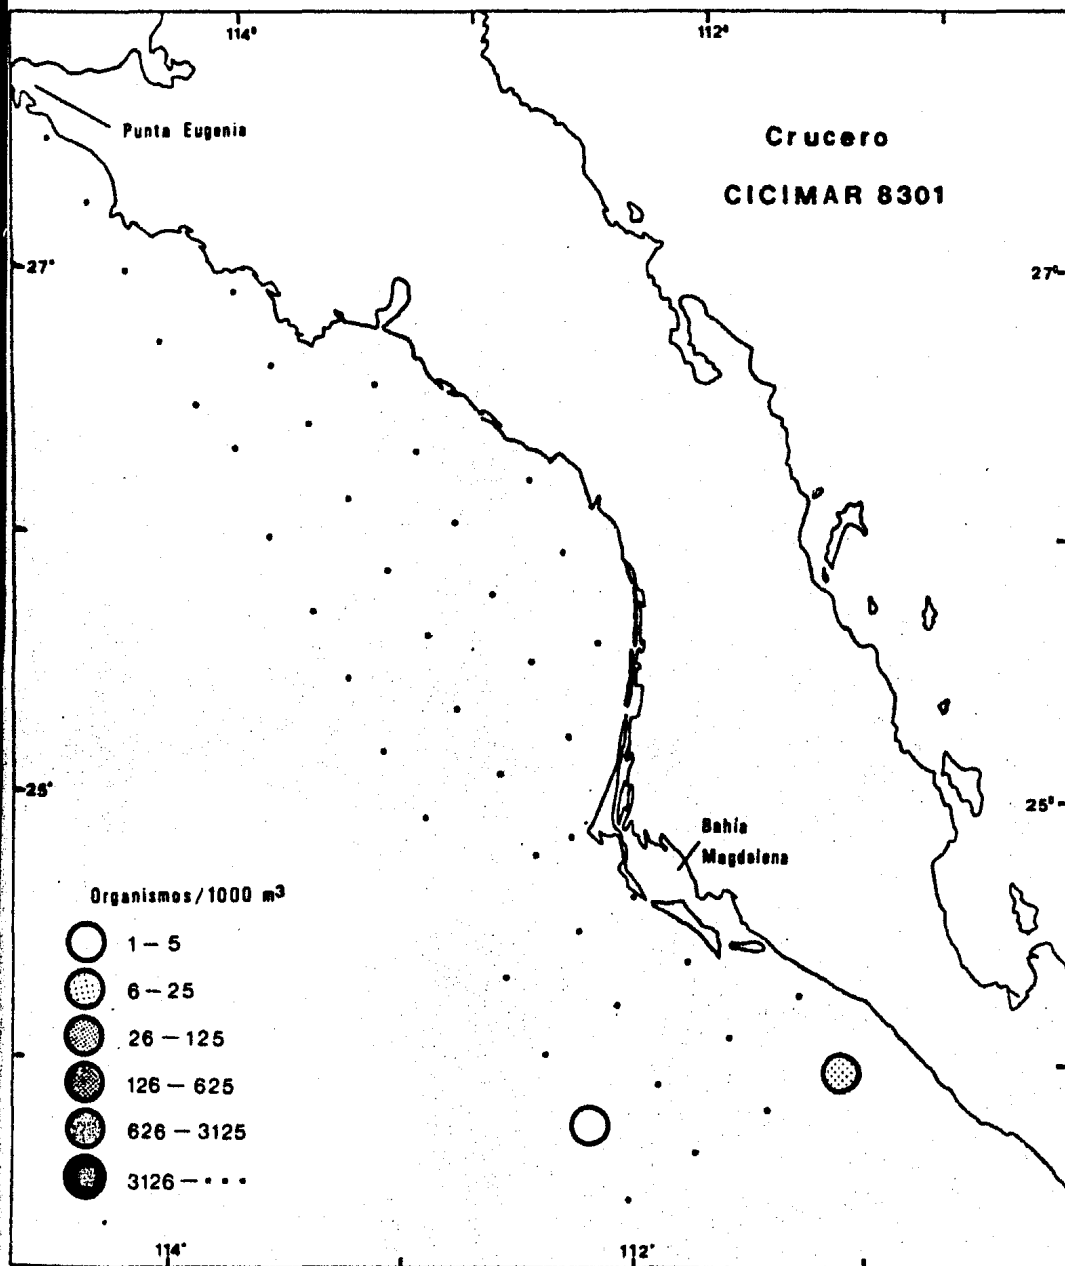 114°
112°
Punta Eugenia
Crucero
CICIMAR 8301
27°
27°
25°
25°
Bahía
Magdalena
Organismos/1000 m³
1 – 5
6 – 25
26 – 125
126 – 625
626 – 3125
3126 – • • •
114°
112°